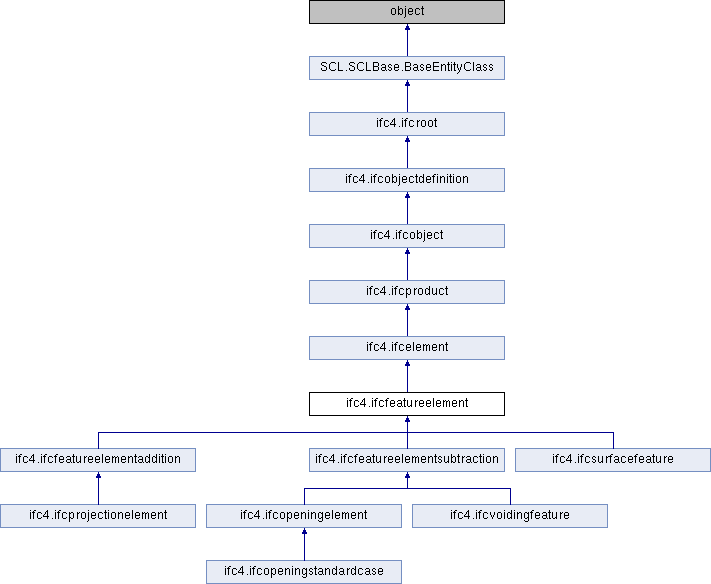 object
SCL.SCLBase.BaseEntityClass
ifc4.ifcroot
ifc4.ifcobjectdefinition
ifc4.ifcobject
ifc4.ifcproduct
ifc4.ifcelement
ifc4.ifcfeatureelement
ifc4.ifcfeatureelementaddition
ifc4.ifcfeatureelementsubtraction
ifc4.ifcsurfacefeature
ifc4.ifcprojectionelement
ifc4.ifcopeningelement
ifc4.ifcvoidingfeature
ifc4.ifcopeningstandardcase